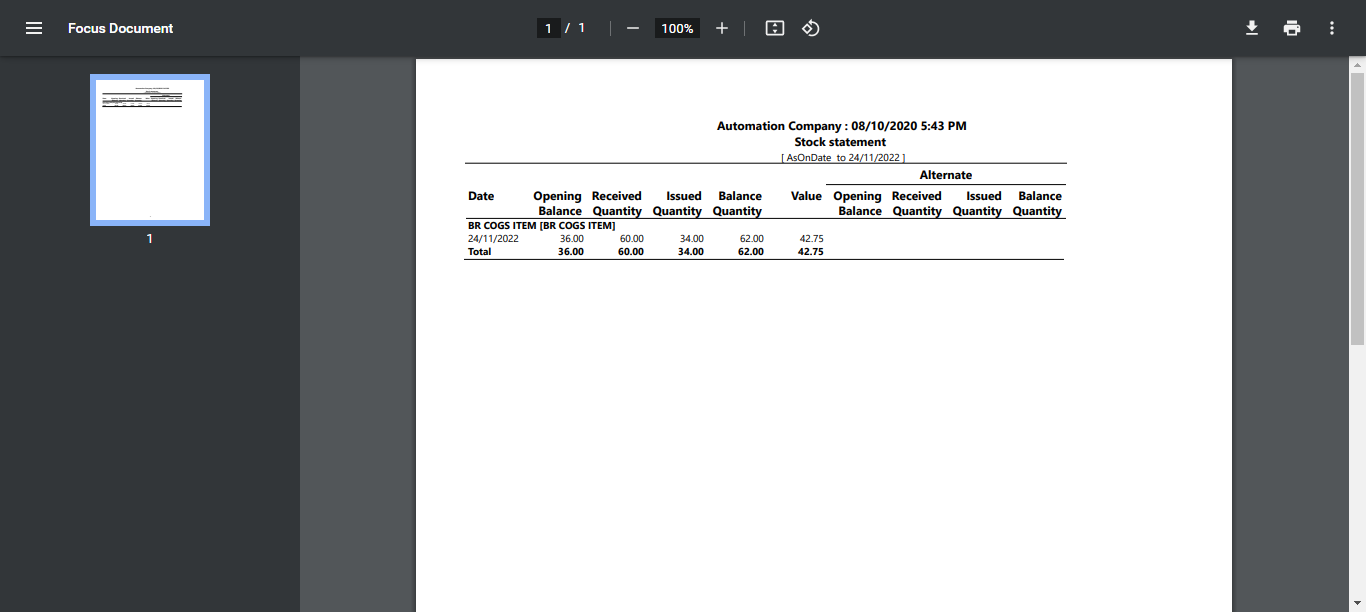 Focus Document
1 / 1
100%
1
Automation Company : 08/10/2020 5:43 PM
Stock statement
[ AsOnDate to 24/11/2022 ]
Alternate
Date Opening Received Issued Balance Value Opening Received Issued Balance
Balance Quantity Quantity Quantity Balance Quantity Quantity Quantity
BR COGS ITEM [BR COGS ITEM]
24/11/2022 36.00 60.00 34.00 62.00 42.75
Total 36.00 60.00 34.00 62.00 42.75